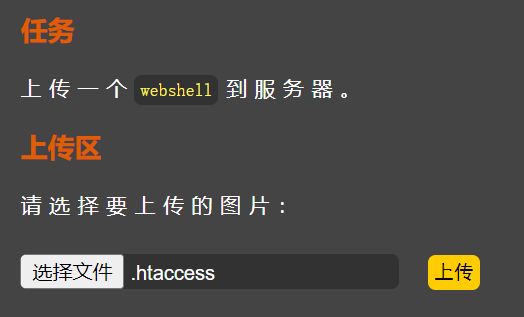 任务
上传一个 webshell 到服务器。
上传区
请选择要上传的图片：
选择文件 .htaccess 上传